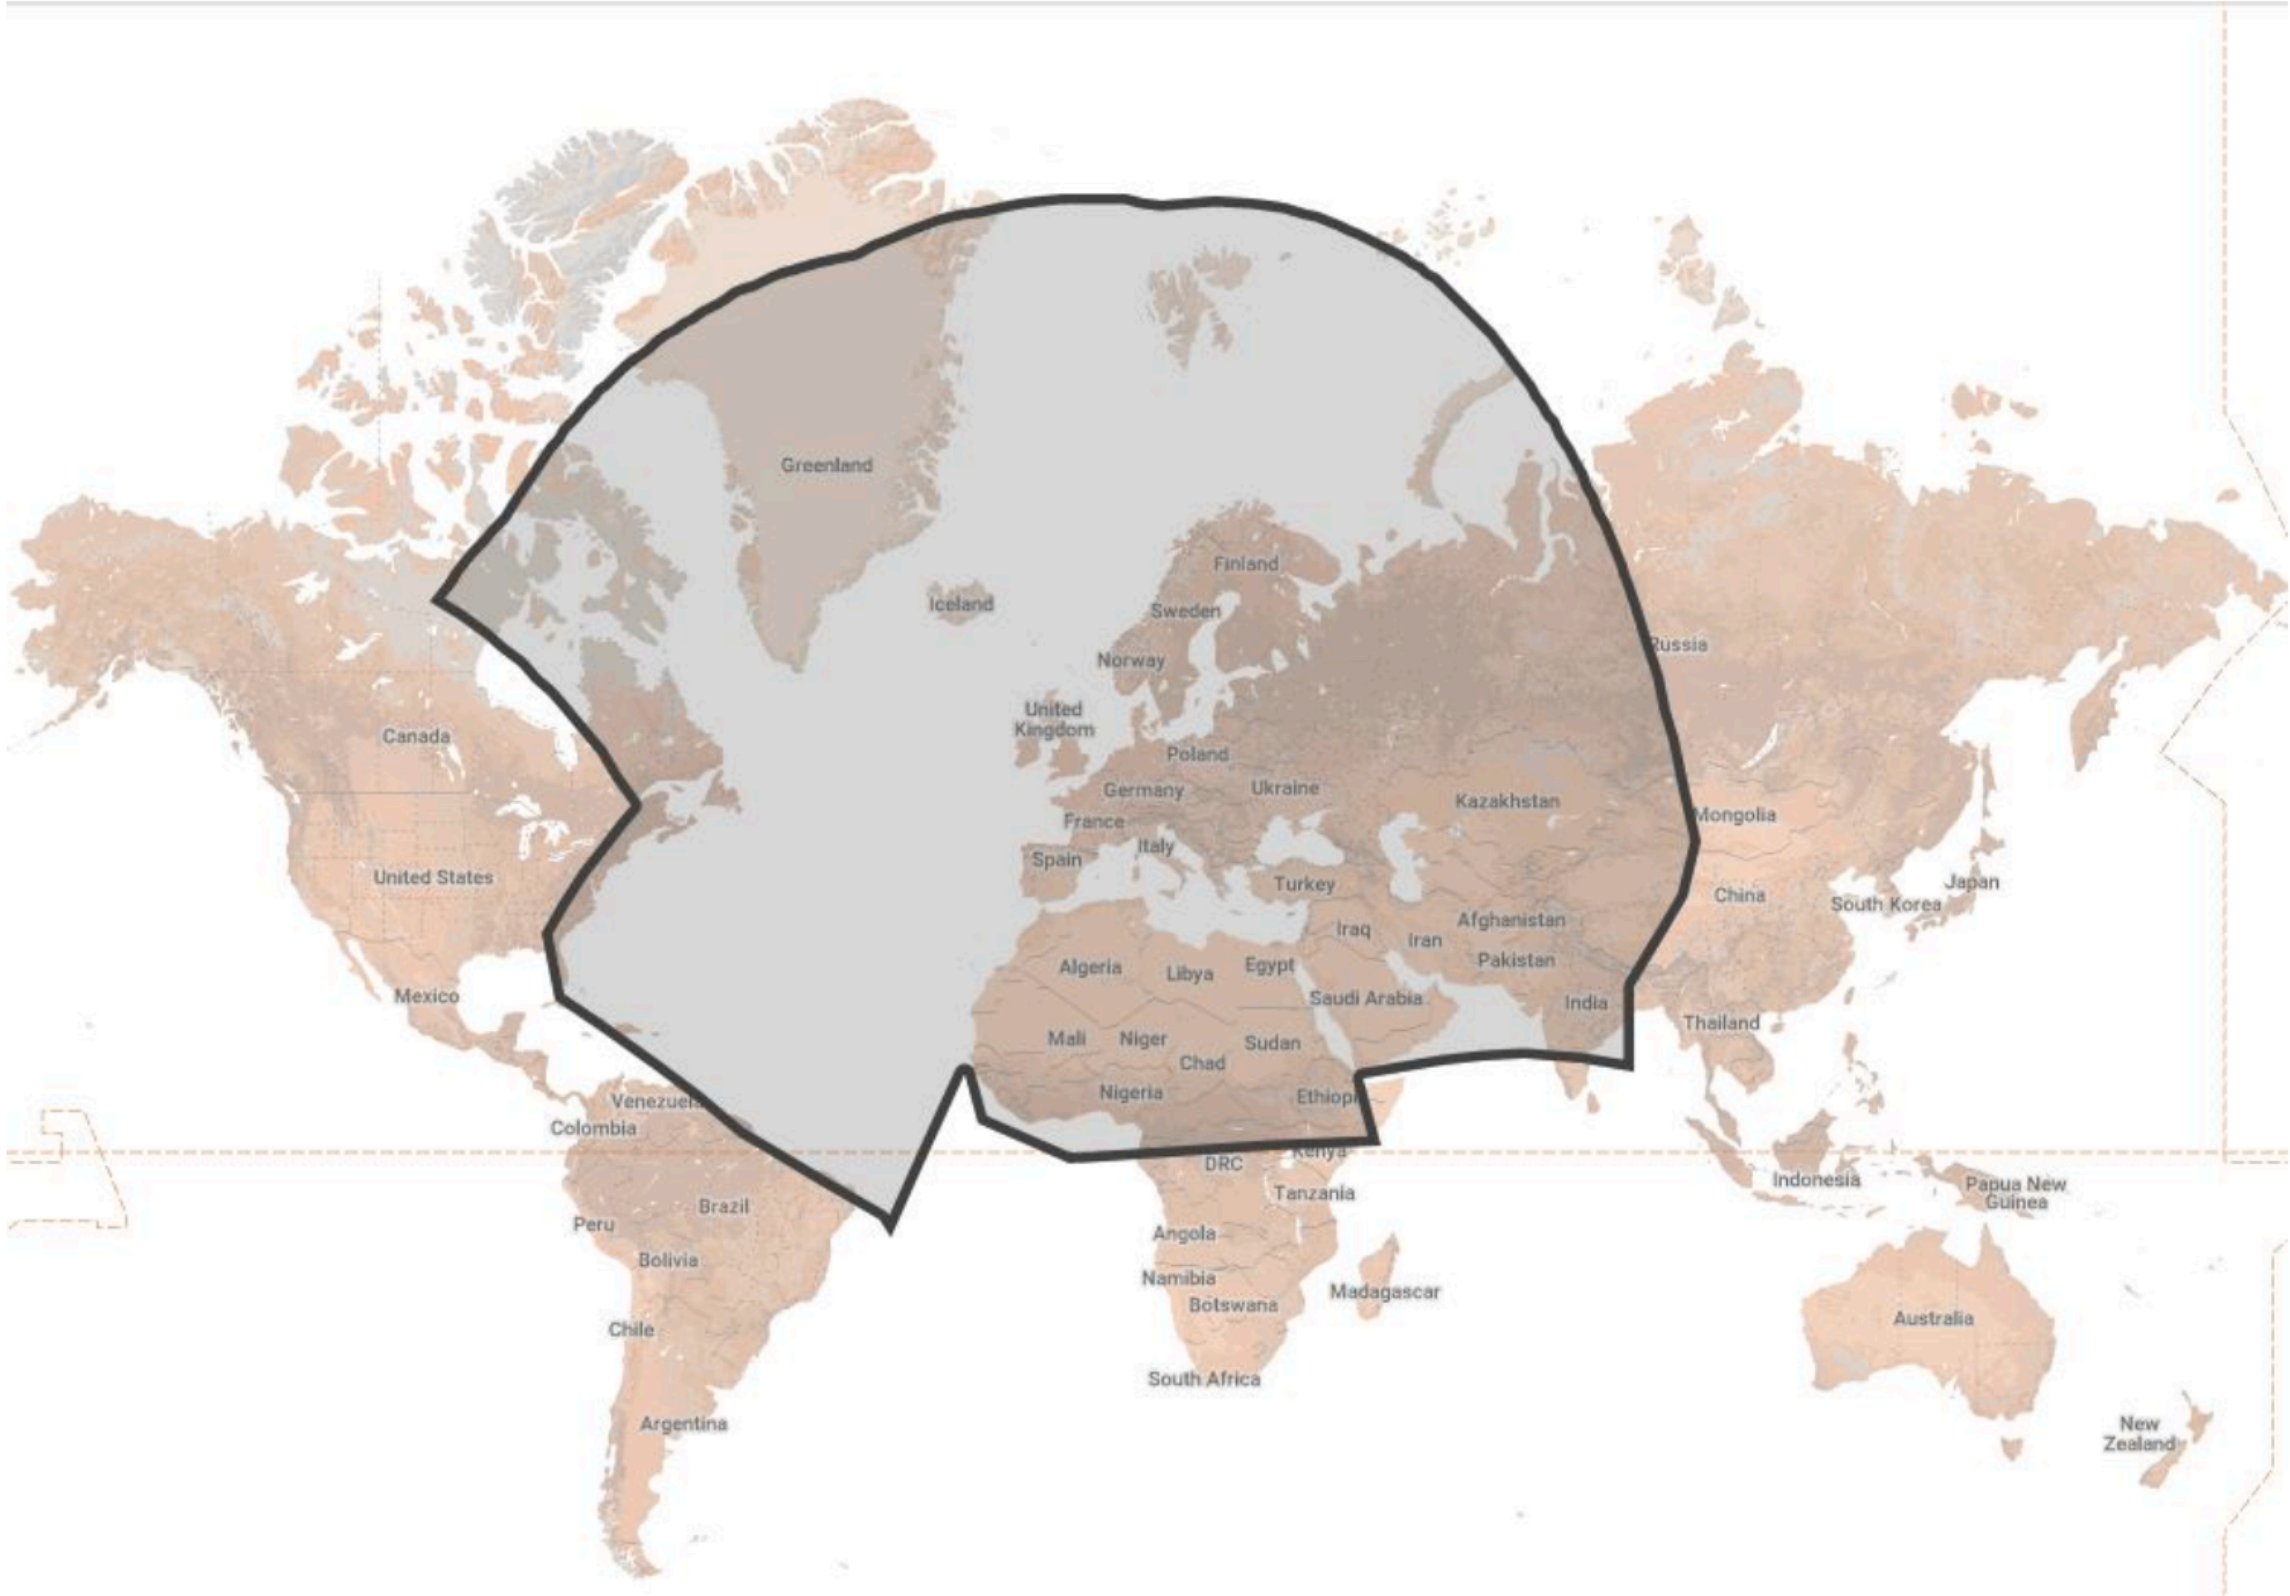 Greenland
Finland
Iceland
Sweden
Russia
Norway
United
Kingdom
Canada
Poland
Germany
Ukraine
Kazakhstan
Mongolia
France
Italy
Spain
United States
Turkey
China
Japan
South Korea
Afghanistan
Iraq
Iran
Pakistan
Algeria
Libya
Egypt
Mexico
Saudi Arabia
India
Thailand
Mali
Niger
Sudan
Chad
Nigeria
Ethiopi
Venezuela
Colombia
Kenya
DRC
Indonesia
Papua New
Guinea
Tanzania
Brazil
Peru
Angola
Bolivia
Namibia
Madagascar
Botswana
Australia
Chile
South Africa
Argentina
New
Zealand